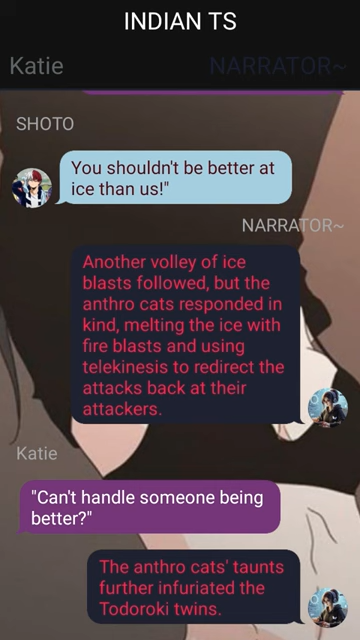 INDIAN TS
Katie
NARRATOR~
SHOTO
You shouldn't be better at
ice than us!"
NARRATOR~
Another volley of ice
blasts followed, but the
anthro cats responded in
kind, melting the ice with
fire blasts and using
telekinesis to redirect the
attacks back at their
attackers.
Katie
"Can't handle someone being
better?"
The anthro cats' taunts
further infuriated the
Todoroki twins.